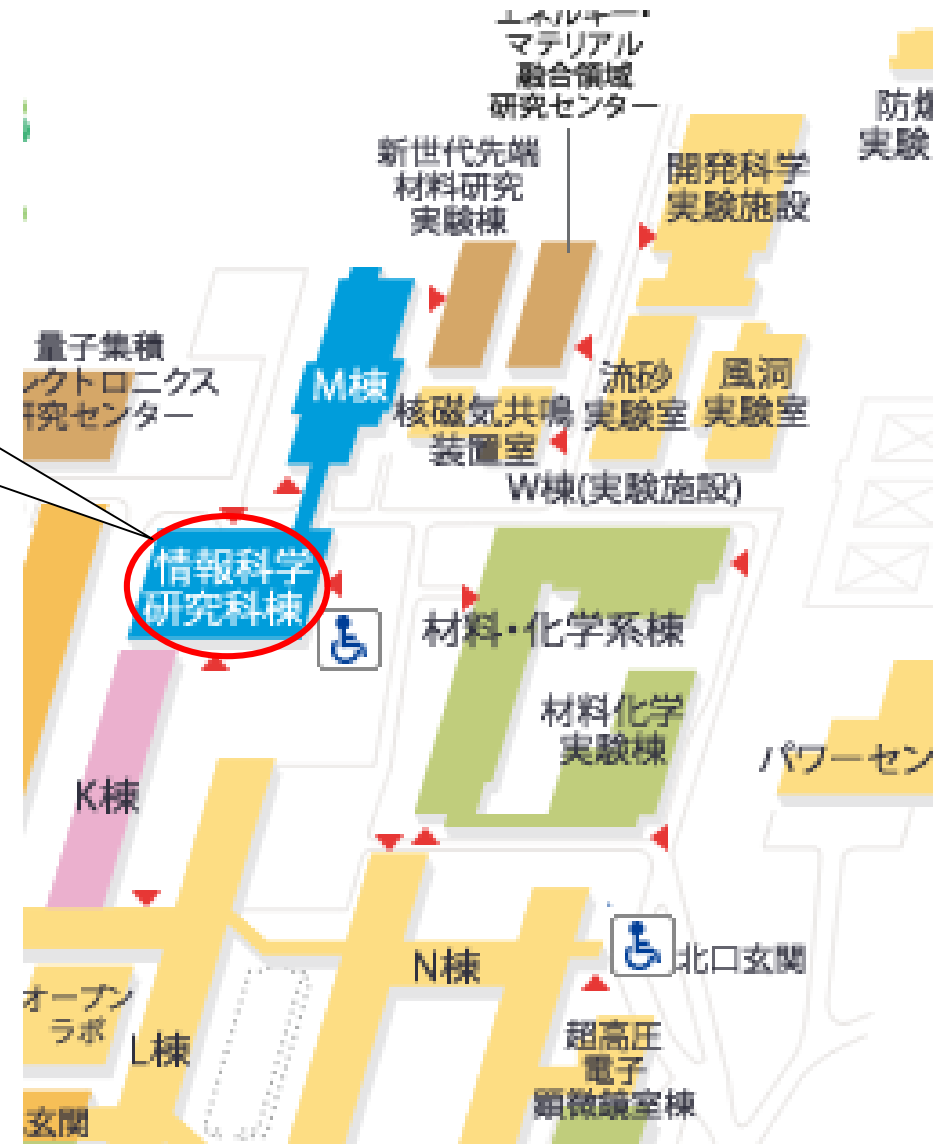 エネルギー・
マテリアル
融合領域
研究センター
防爆
実験
新世代先端
材料研究
実験棟
開発科学
実験施設
量子集積
レクトロニクス
研究センター
M棟
核磁気共鳴
装置室
流砂
実験室
風洞
実験室
W棟(実験施設)
情報科学
研究科棟
材料・化学系棟
材料化学
実験棟
パワーセン
K棟
N棟
北口玄関
オープン
ラボ
L棟
超高圧
電子
顕微鏡室棟
玄関